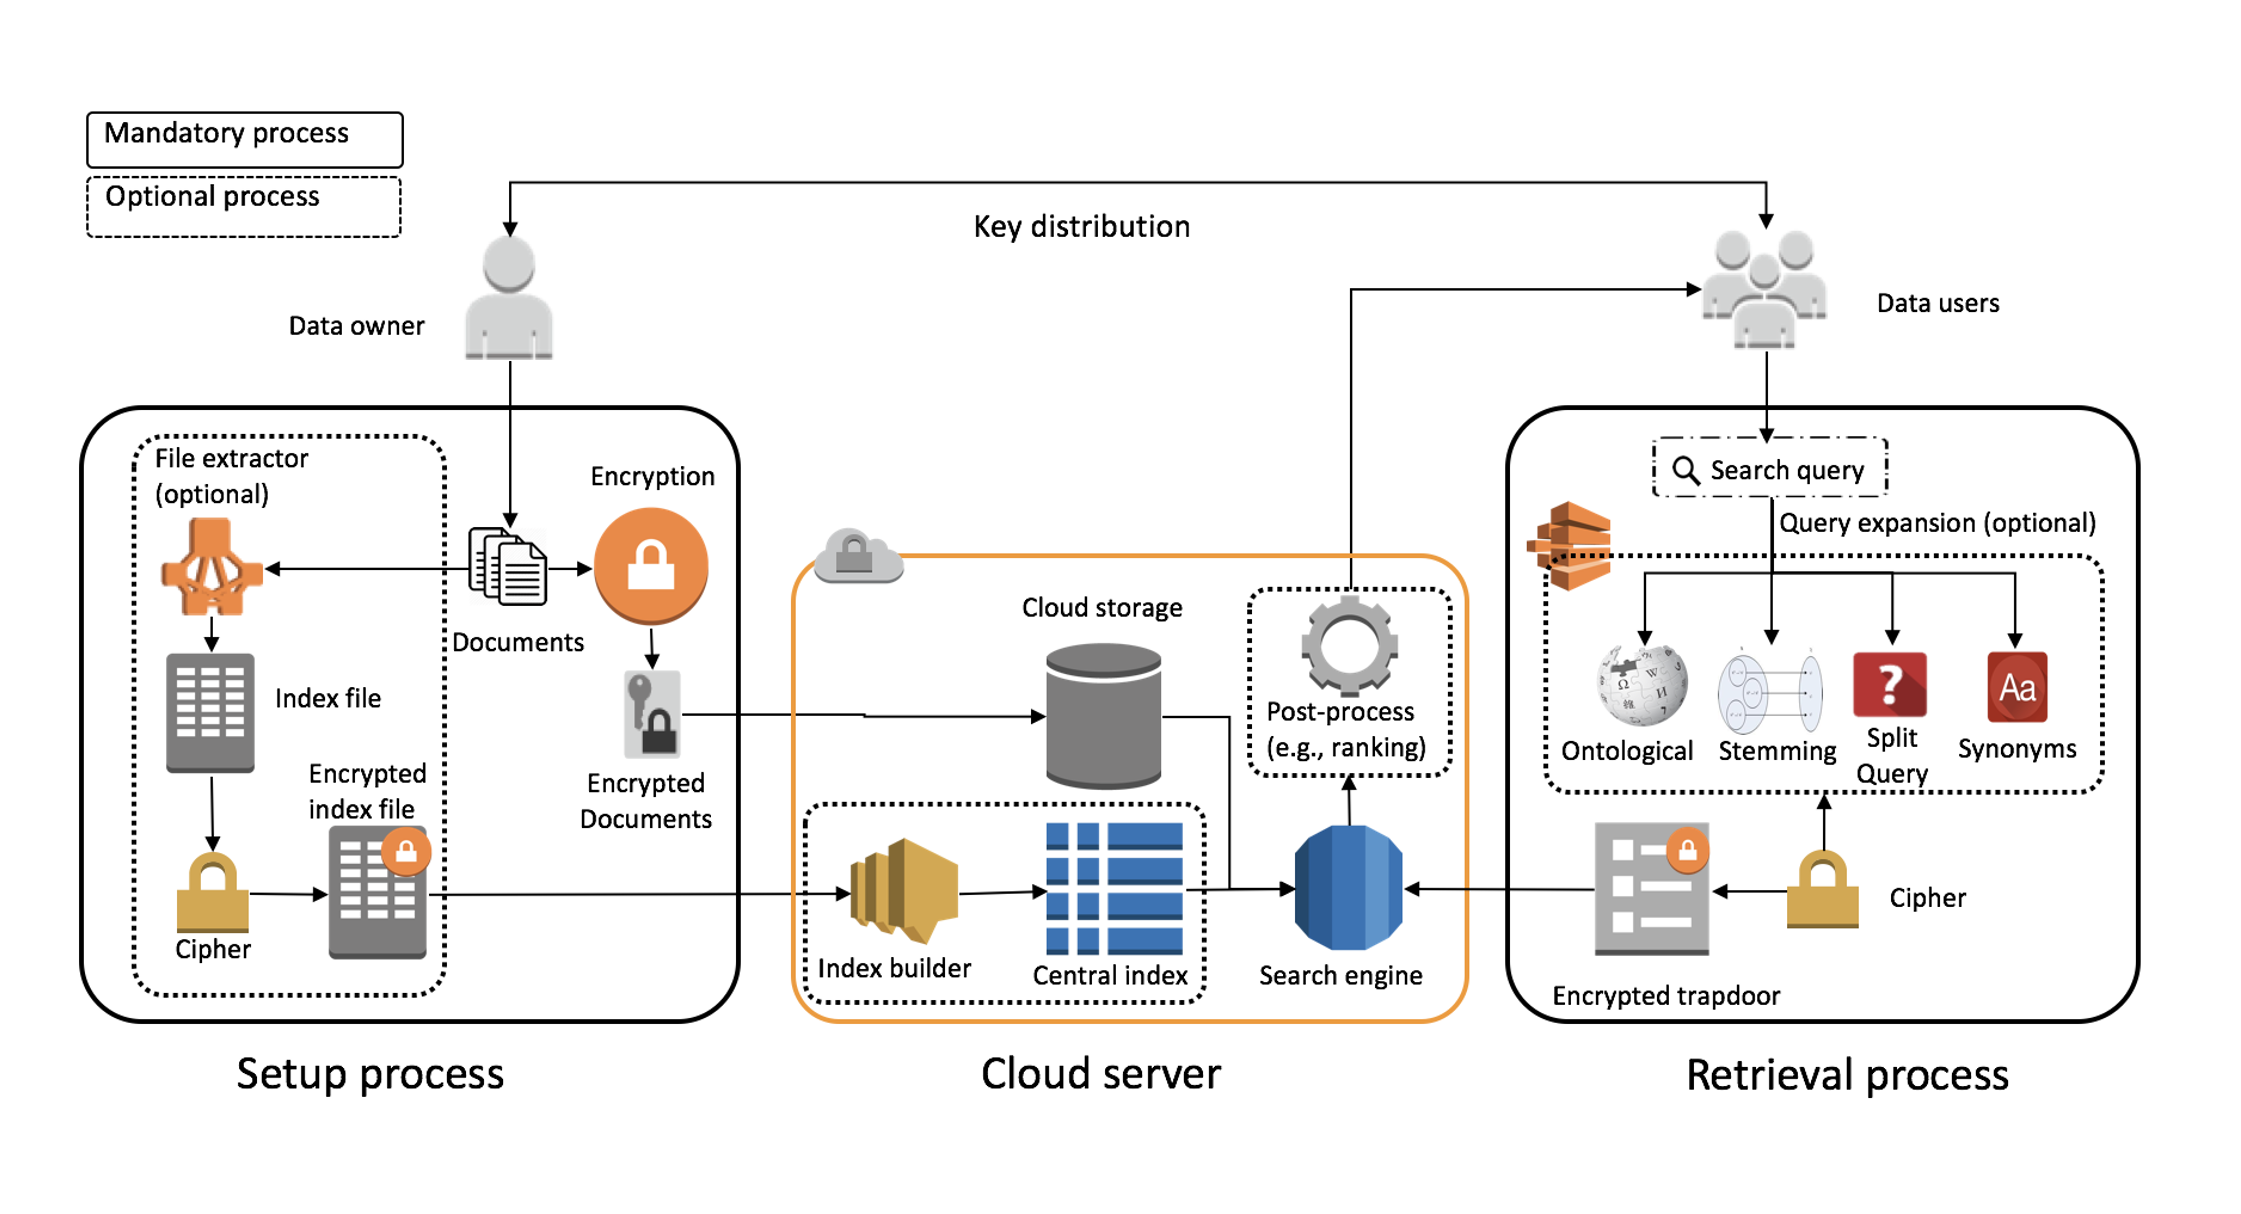 Mandatory process
Optional process
Key distribution
Data owner
Data users
File extractor
(optional)
Encryption
Documents
Index file
Encrypted
index file
Cipher
Encrypted
Documents
Setup process
Cloud storage
Post-process
(e.g., ranking)
Index builder
Central index
Search engine
Cloud server
Search query
Query expansion (optional)
Ontological
Stemming
?
Split
Query
Aa
Synonyms
Cipher
Encrypted trapdoor
Retrieval process